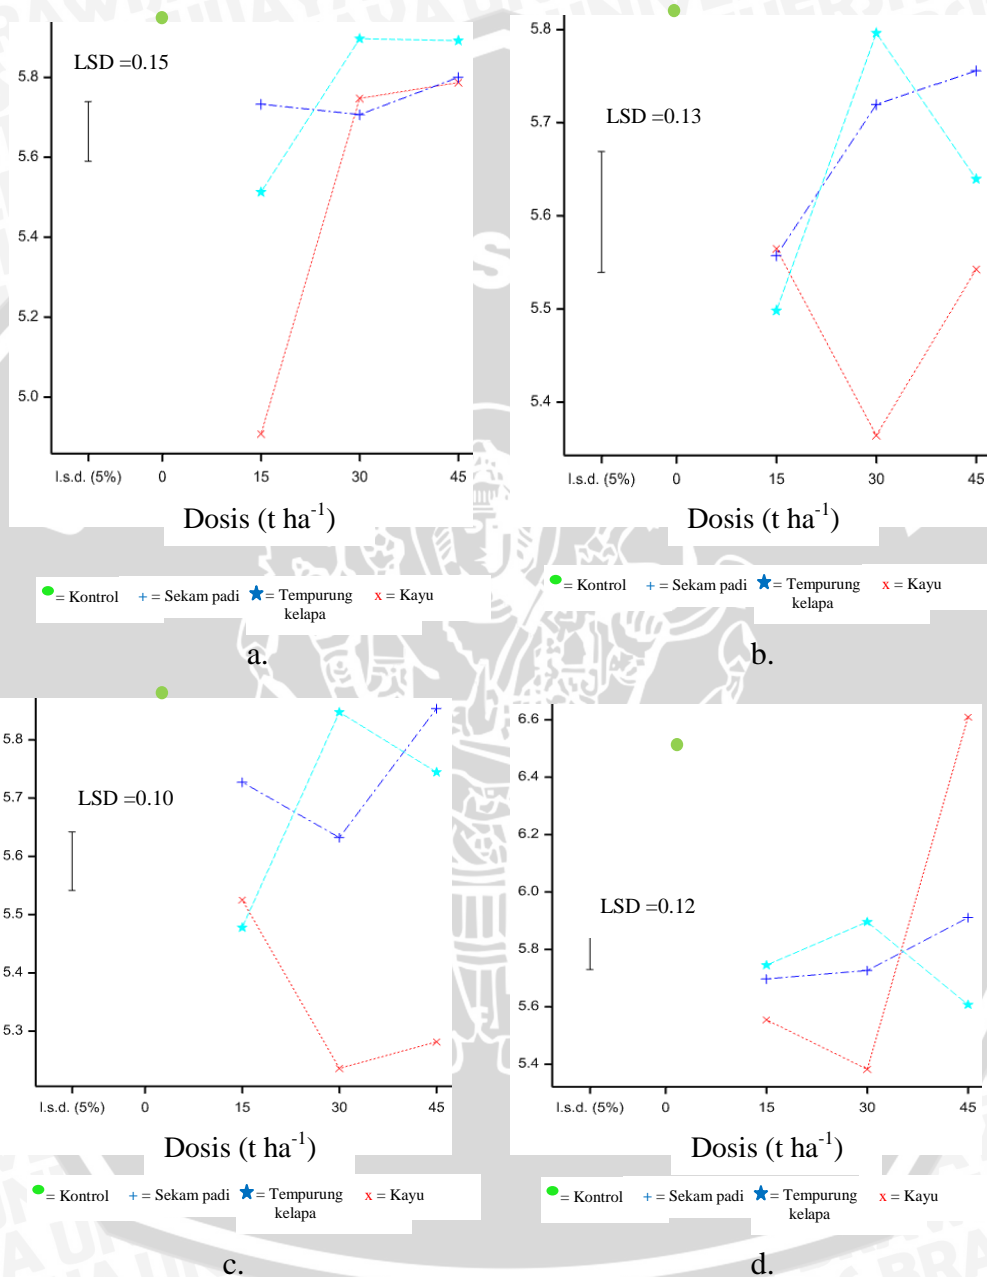 LSD =0.15
5.8
5.6
5.4
5.2
5.0
l.s.d. (5%) 0 15 30 45
Dosis (t ha-1)
= Kontrol + = Sekam padi = Tempurung kelapa x = Kayu
a.
5.8
LSD =0.13
5.7
5.6
5.5
5.4
l.s.d. (5%) 0 15 30 45
Dosis (t ha-1)
= Kontrol + = Sekam padi = Tempurung kelapa x = Kayu
b.
5.8
LSD =0.10
5.7
5.6
5.5
5.4
5.3
l.s.d. (5%) 0 15 30 45
Dosis (t ha-1)
= Kontrol + = Sekam padi = Tempurung kelapa x = Kayu
c.
6.6
6.4
6.2
6.0
LSD =0.12
5.8
5.6
5.4
l.s.d. (5%) 0 15 30 45
Dosis (t ha-1)
= Kontrol + = Sekam padi = Tempurung kelapa x = Kayu
d.